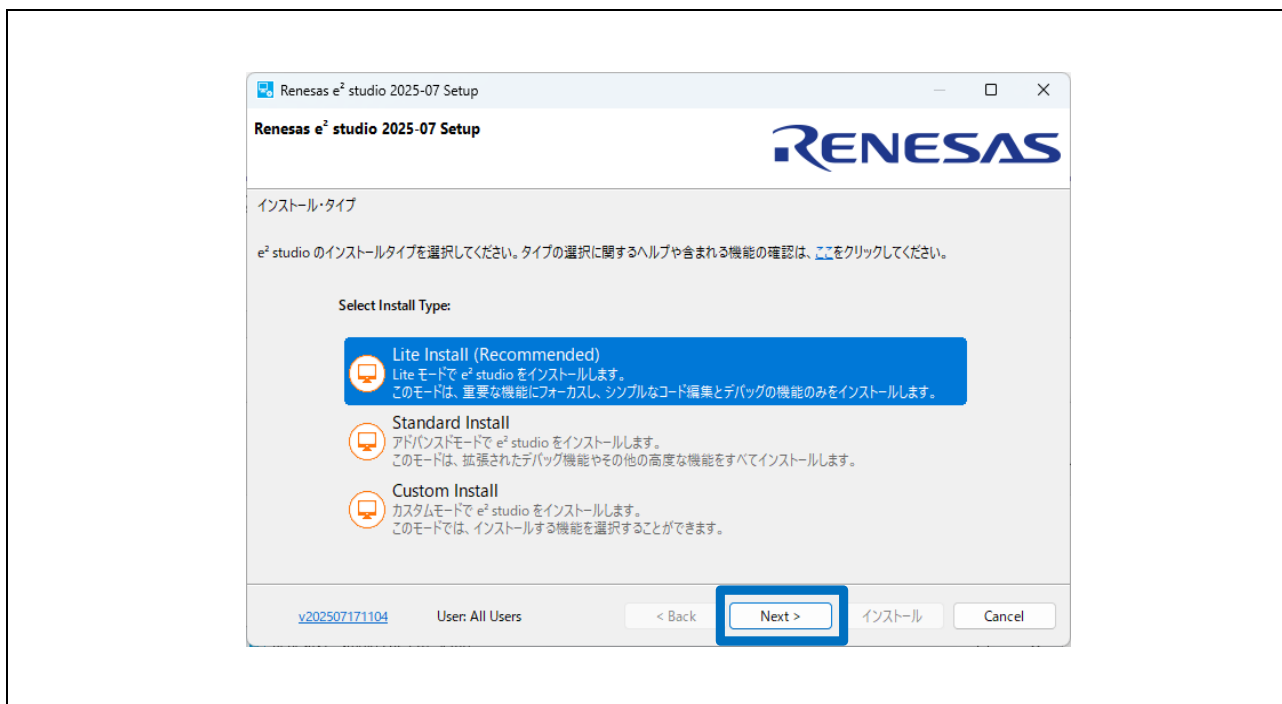 Renesas e² studio 2025-07 Setup
Renesas e² studio 2025-07 Setup
RENESAS
インストール・タイプ
e² studio のインストールタイプを選択してください。タイプの選択に関するヘルプや含まれる機能の確認は、ここをクリックしてください。
Select Install Type:
Lite Install (Recommended)
Lite モードで e² studio をインストールします。
このモードは、重要な機能にフォーカスし、シンプルなコード編集とデバッグの機能のみをインストールします。
Standard Install
アドバンスドモードで e² studio をインストールします。
このモードは、拡張されたデバッグ機能やその他の高度な機能をすべてインストールします。
Custom Install
カスタムモードで e² studio をインストールします。
このモードでは、インストールする機能を選択することができます。
v202507171104 User: All Users < Back Next > インストール Cancel